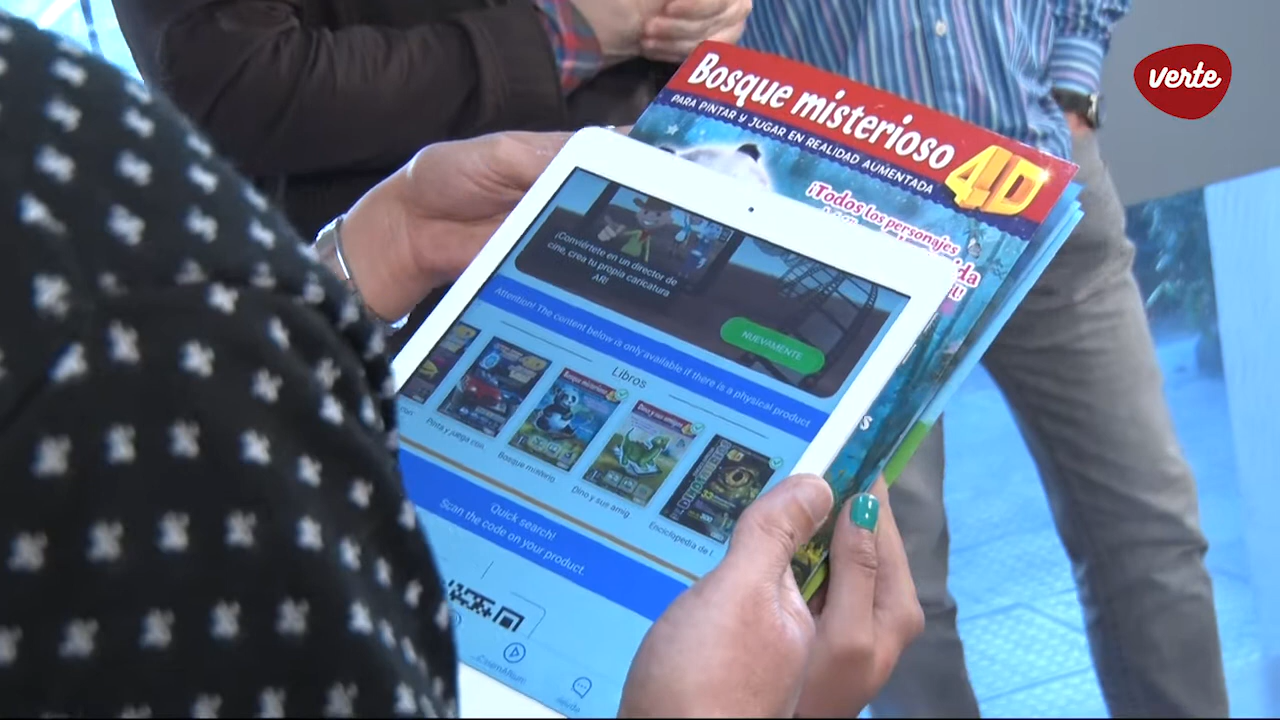 verte
Bosque misterioso
PARA PINTAR Y JUGAR EN REALIDAD AUMENTADA
4D
¡Todos los personajes
¡Conviértete en un director de
cine, crea tu propia caricatura
AR!
NUEVAMENTE
Attention! The content below is only available if there is a physical product
Libros
Pinta y juega con.
Bosque misterio.
Dino y sus amig
Enciclopedia de l
Quick search!
Scan the code on your product.